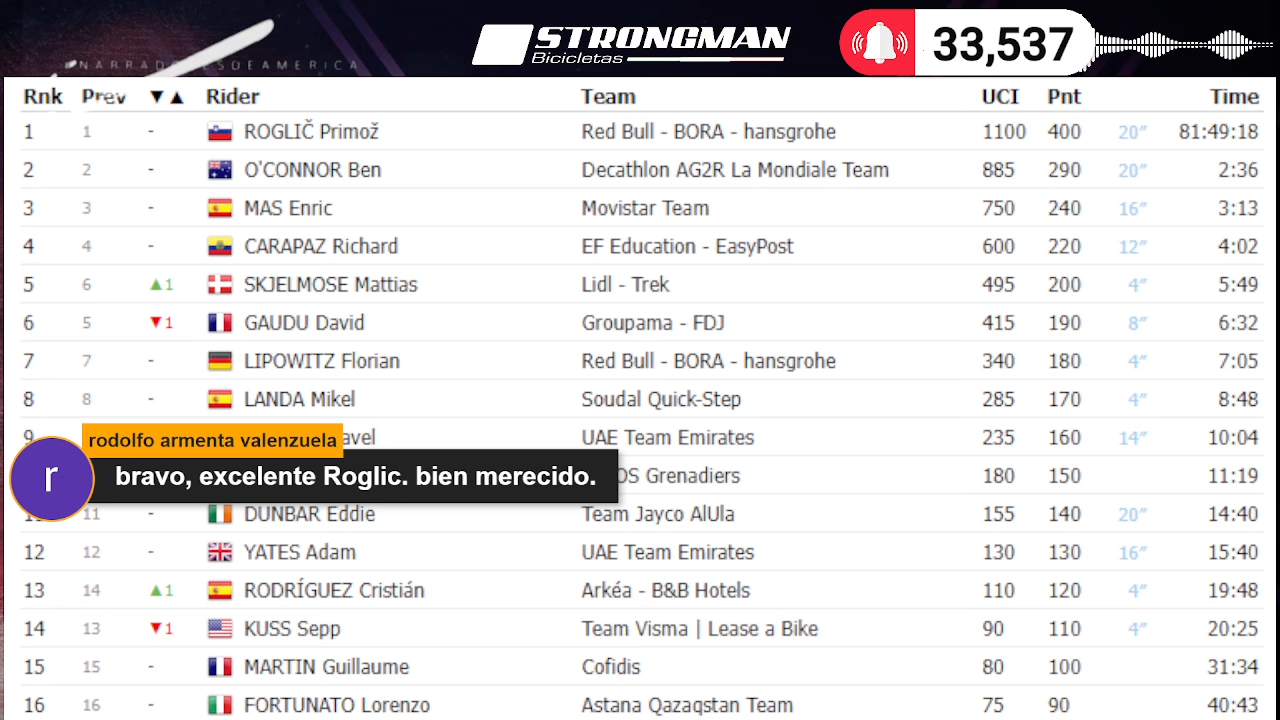 STRONGMAN
Bicicletas
33,537
Rnk Prev ▼▲ Rider Team UCI Pnt Time
1 1 - ROGLIČ Primož Red Bull - BORA - hansgrohe 1100 400 20″ 81:49:18
2 2 - O'CONNOR Ben Decathlon AG2R La Mondiale Team 885 290 20″ 2:36
3 3 - MAS Enric Movistar Team 750 240 16″ 3:13
4 4 - CARAPAZ Richard EF Education - EasyPost 600 220 12″ 4:02
5 6 ▲1 SKJELMOSE Mattias Lidl - Trek 495 200 4″ 5:49
6 5 ▼1 GAUDU David Groupama - FDJ 415 190 8″ 6:32
7 7 - LIPOWITZ Florian Red Bull - BORA - hansgrohe 340 180 4″ 7:05
8 8 - LANDA Mikel Soudal Quick-Step 285 170 4″ 8:48
9 UAE Team Emirates 235 160 14″ 10:04
rodolfo armenta valenzuela
r
bravo, excelente Roglic. bien merecido.
Grenadiers 180 150 11:19
11 11 - DUNBAR Eddie Team Jayco AlUla 155 140 20″ 14:40
12 12 - YATES Adam UAE Team Emirates 130 130 16″ 15:40
13 14 ▲1 RODRÍGUEZ Cristián Arkéa - B&B Hotels 110 120 4″ 19:48
14 13 ▼1 KUSS Sepp Team Visma | Lease a Bike 90 110 4″ 20:25
15 15 - MARTIN Guillaume Cofidis 80 100 31:34
16 16 - FORTUNATO Lorenzo Astana Qazaqstan Team 75 90 40:43